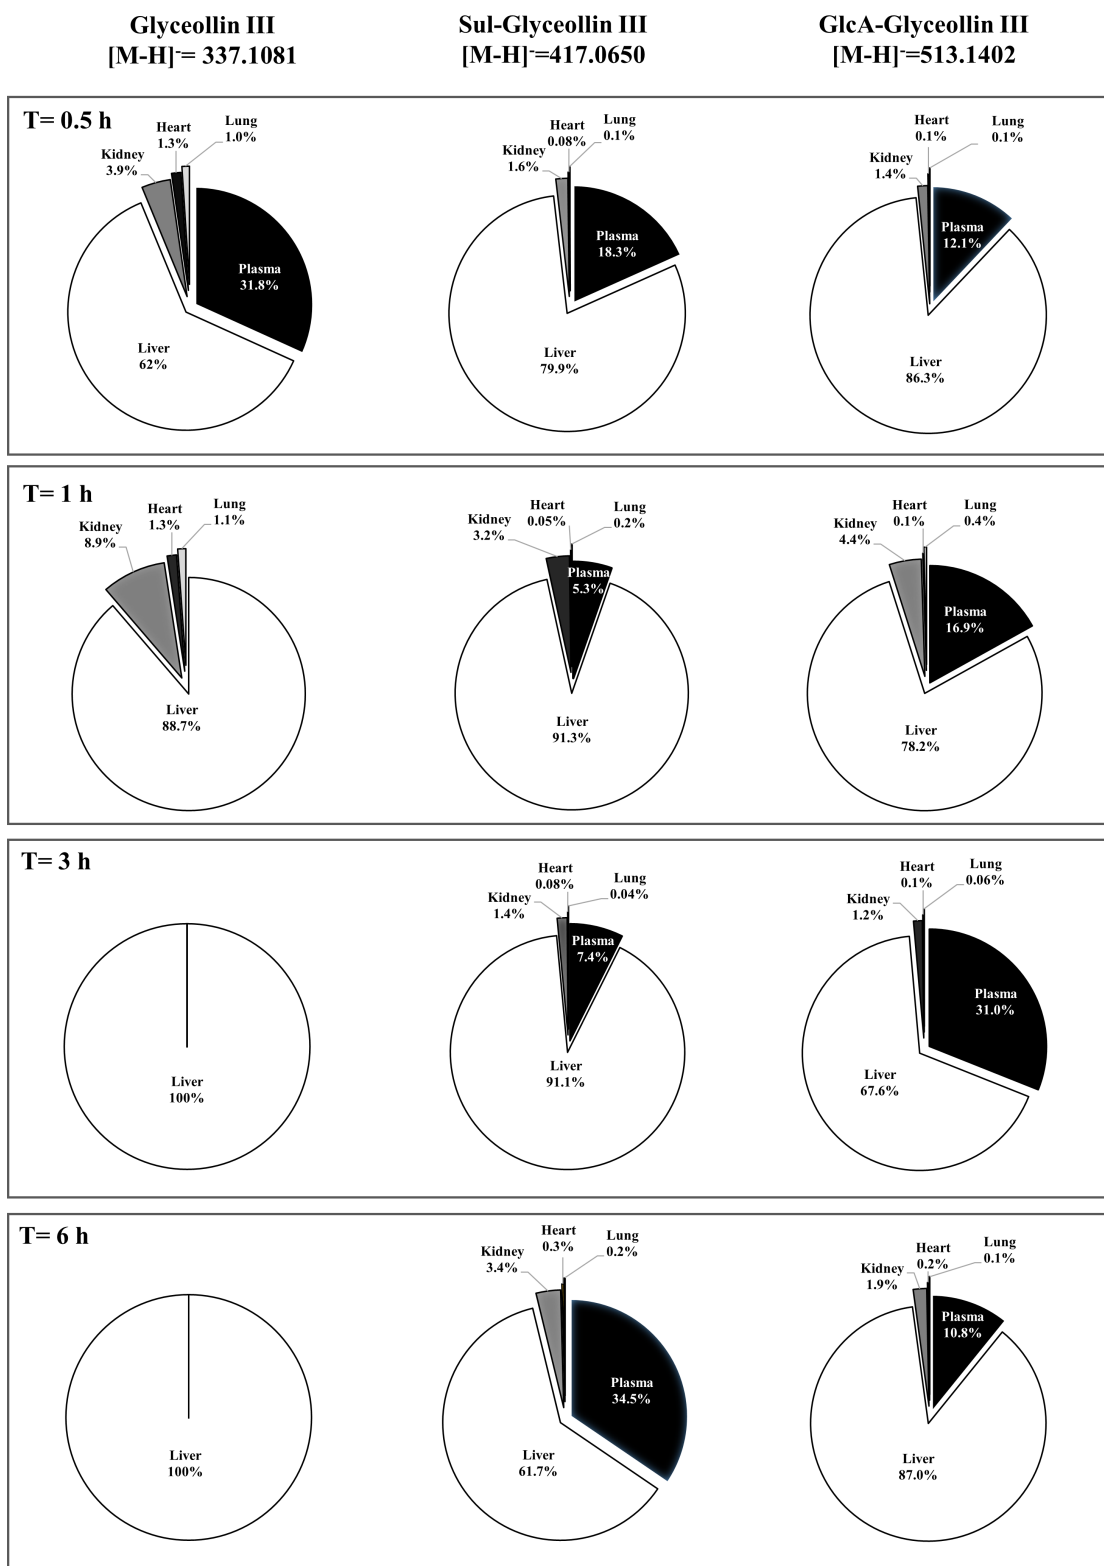 Glyceollin III
[M-H]⁻= 337.1081
Sul-Glyceollin III
[M-H]⁻=417.0650
GlcA-Glyceollin III
[M-H]⁻=513.1402
T= 0.5 h
Kidney
3.9%
Heart
1.3%
Lung
1.0%
Plasma
31.8%
Liver
62%
Kidney
1.6%
Heart
0.08%
Lung
0.1%
Plasma
18.3%
Liver
79.9%
Kidney
1.4%
Heart
0.1%
Lung
0.1%
Plasma
12.1%
Liver
86.3%
T= 1 h
Kidney
8.9%
Heart
1.3%
Lung
1.1%
Liver
88.7%
Kidney
3.2%
Heart
0.05%
Lung
0.2%
Plasma
5.3%
Liver
91.3%
Kidney
4.4%
Heart
0.1%
Lung
0.4%
Plasma
16.9%
Liver
78.2%
T= 3 h
Liver
100%
Kidney
1.4%
Heart
0.08%
Lung
0.04%
Plasma
7.4%
Liver
91.1%
Kidney
1.2%
Heart
0.1%
Lung
0.06%
Plasma
31.0%
Liver
67.6%
T= 6 h
Liver
100%
Kidney
3.4%
Heart
0.3%
Lung
0.2%
Plasma
34.5%
Liver
61.7%
Kidney
1.9%
Heart
0.2%
Lung
0.1%
Plasma
10.8%
Liver
87.0%